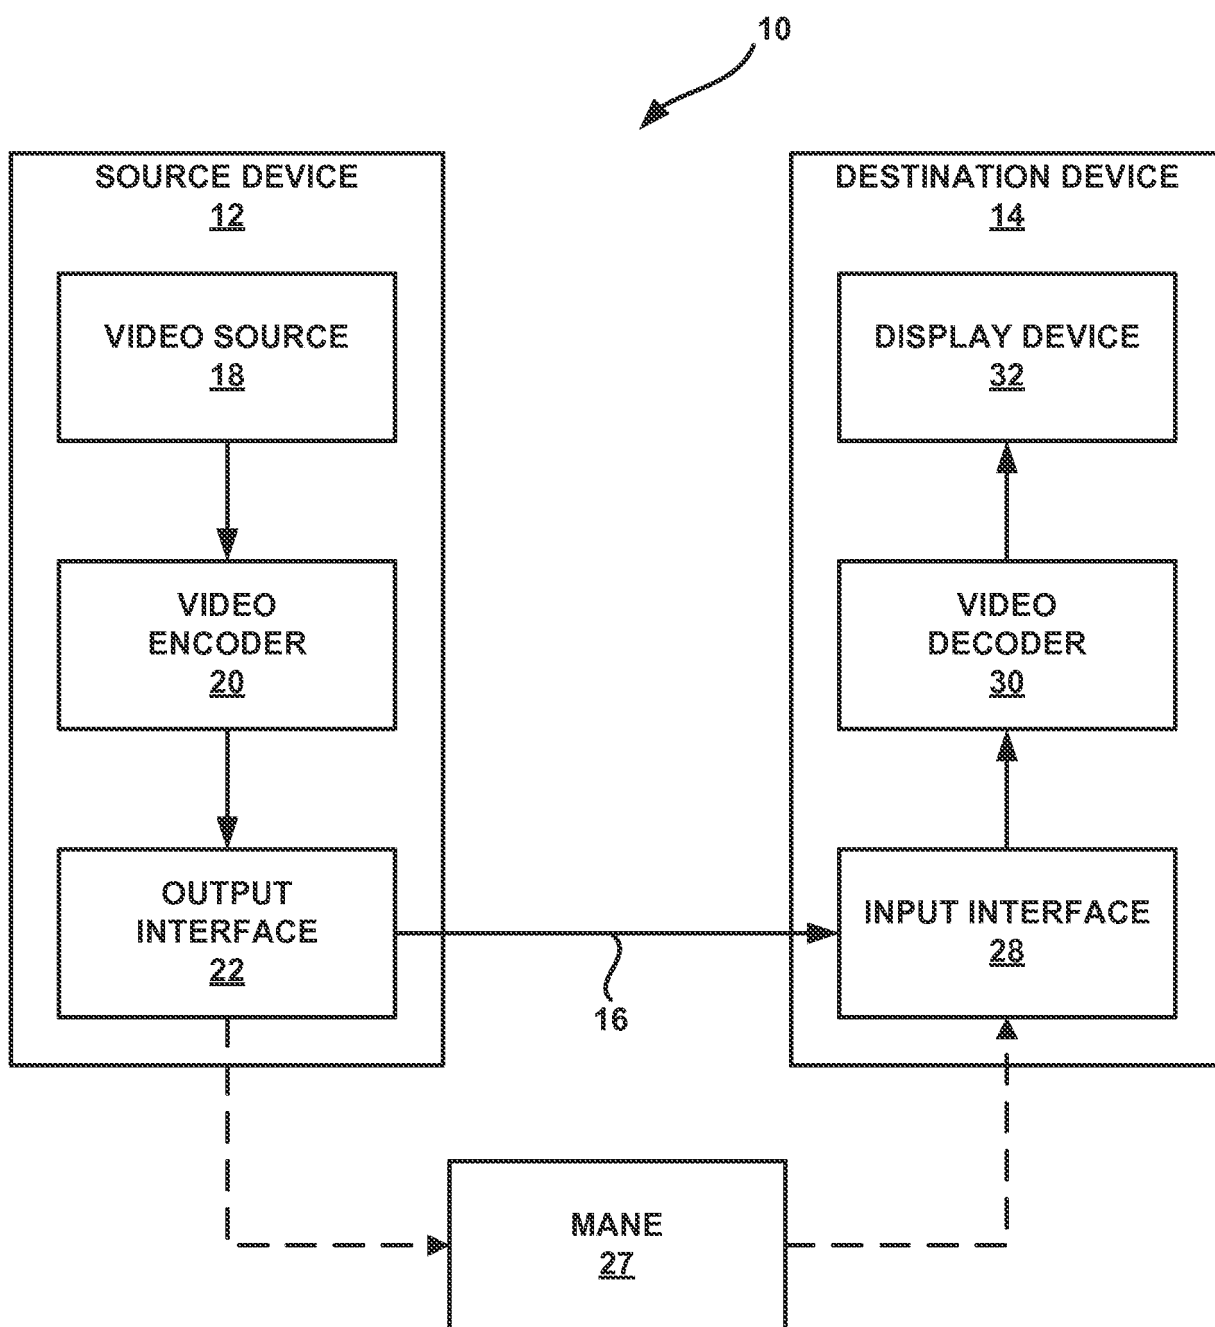 10
SOURCE DEVICE
12
VIDEO SOURCE
18
VIDEO
ENCODER
20
OUTPUT
INTERFACE
22
16
DESTINATION DEVICE
14
DISPLAY DEVICE
32
VIDEO
DECODER
30
INPUT INTERFACE
28
MANE
27